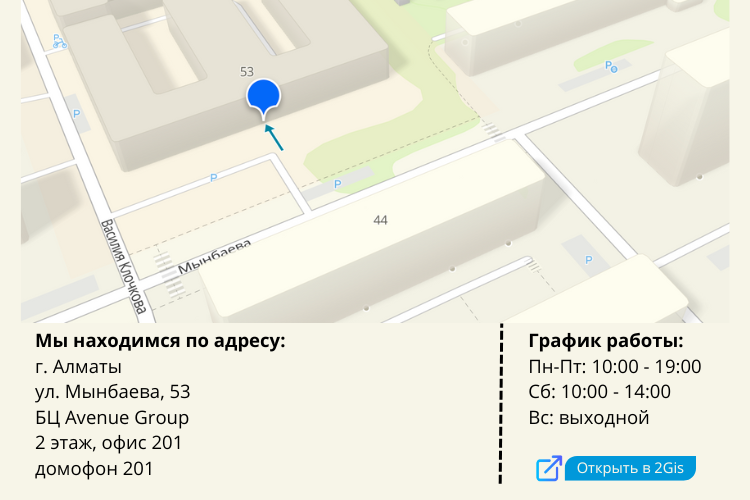 53
P
P
P
P
44
P
Василия Клочкова
Мынбаева
Мы находимся по адресу:
г. Алматы
ул. Мынбаева, 53
БЦ Avenue Group
2 этаж, офис 201
домофон 201
График работы:
Пн-Пт: 10:00 - 19:00
Сб: 10:00 - 14:00
Вс: выходной
Открыть в 2Gis